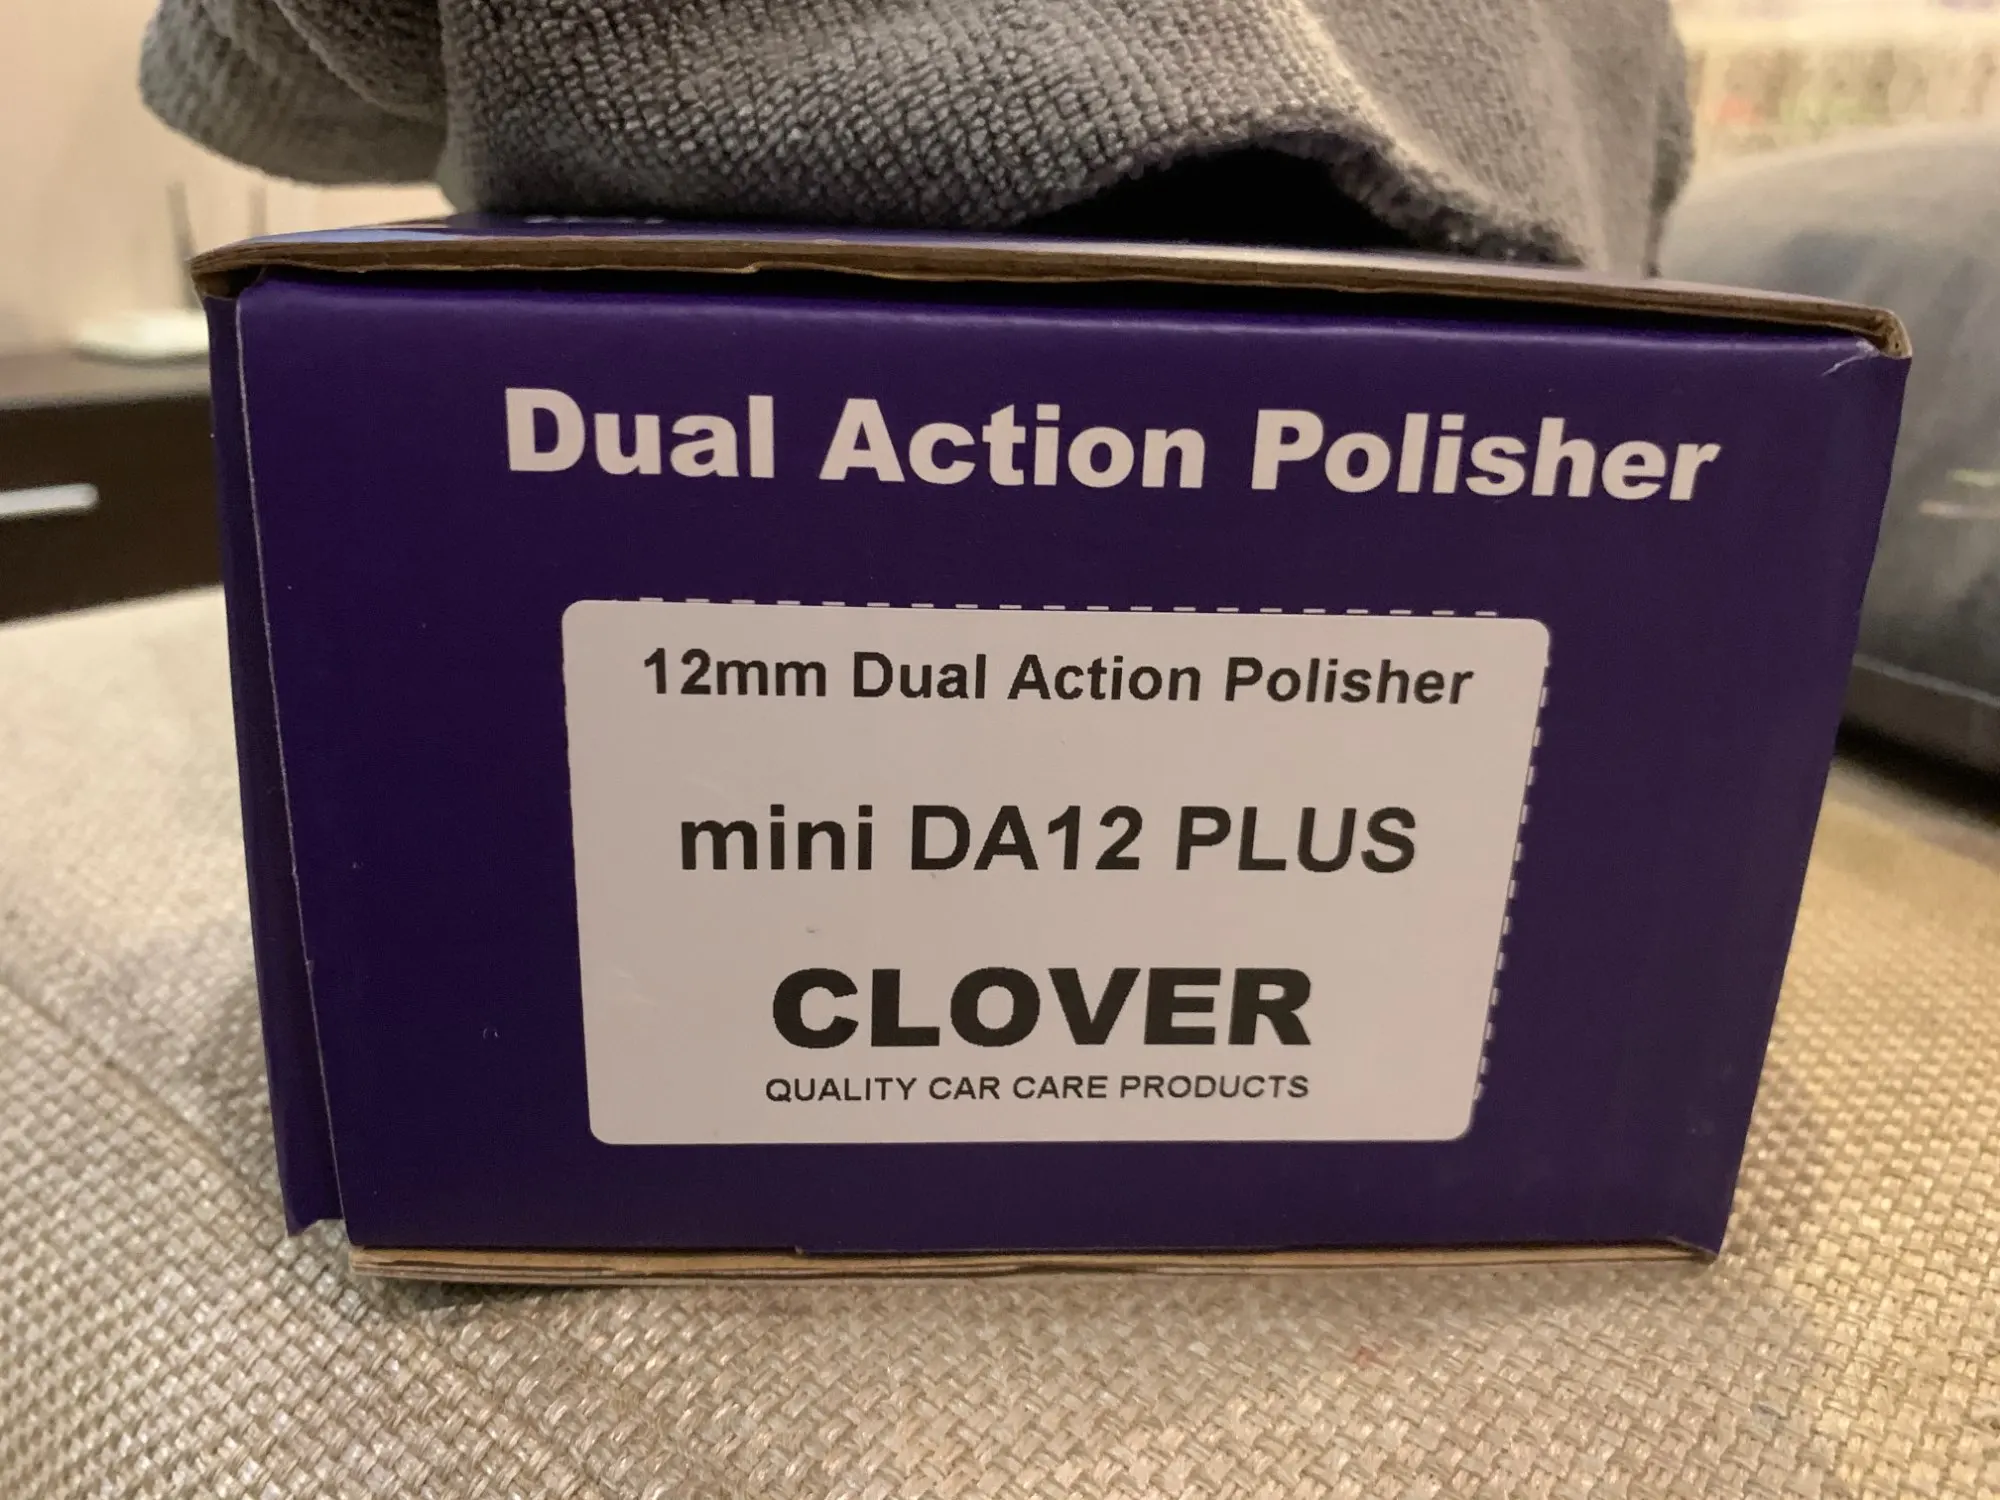 Dual Action Polisher
12mm Dual Action Polisher
mini DA12 PLUS
CLOVER
QUALITY CAR CARE PRODUCTS